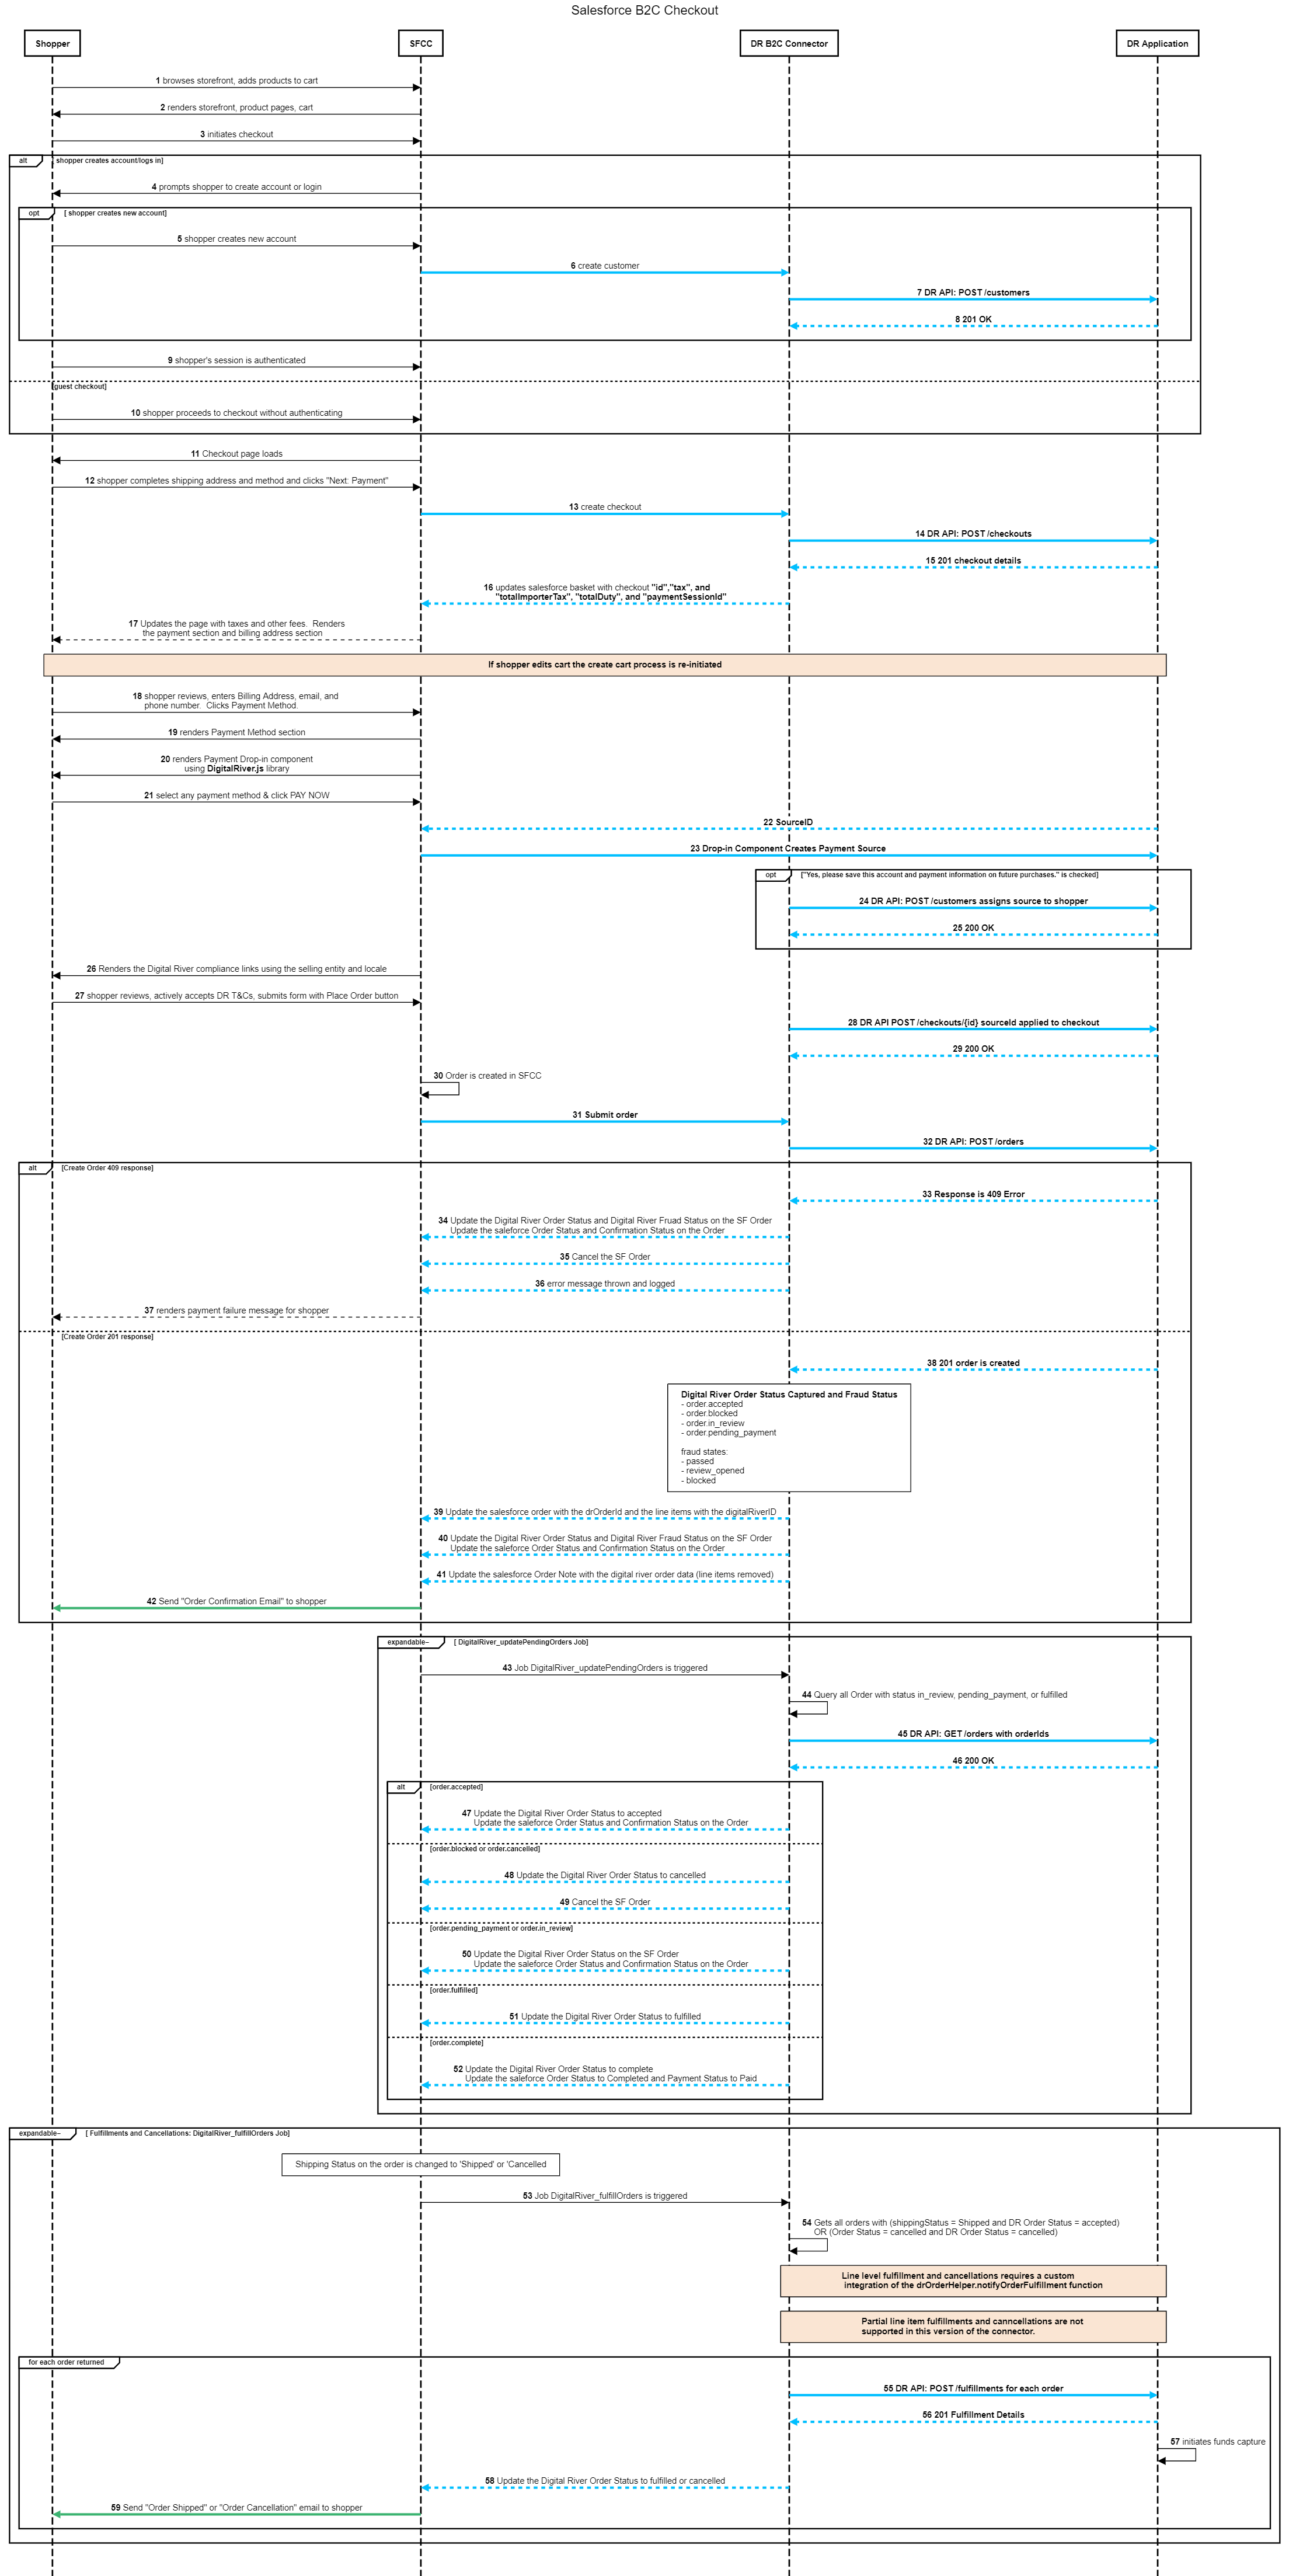 Salesforce B2C Checkout
Shopper
SFCC
DR B2C Connector
DR Application
1 browses storefront, adds products to cart
2 renders storefront, product pages, cart
3 initiates checkout
alt
shopper creates account/logs in]
4 prompts shopper to create account or login
opt
[ shopper creates new account]
5 shopper creates new account
6 create customer
7 DR API: POST /customers
8 201 OK
9 shopper's session is authenticated
[guest checkout]
10 shopper proceeds to checkout without authenticating
11 Checkout page loads
12 shopper completes shipping address and method and clicks "Next: Payment"
13 create checkout
14 DR API: POST /checkouts
15 201 checkout details
16 updates salesforce basket with checkout "id","tax", and
"totalImporterTax", "totalDuty", and "paymentSessionId"
17 Updates the page with taxes and other fees. Renders
the payment section and billing address section
If shopper edits cart the create cart process is re-initiated
18 shopper reviews, enters Billing Address, email, and
phone number. Clicks Payment Method.
19 renders Payment Method section
20 renders Payment Drop-in component
using DigitalRiver.js library
21 select any payment method & click PAY NOW
22 SourceID
23 Drop-in Component Creates Payment Source
opt
["Yes, please save this account and payment information on future purchases." is checked]
24 DR API: POST /customers assigns source to shopper
25 200 OK
26 Renders the Digital River compliance links using the selling entity and locale
27 shopper reviews, actively accepts DR T&Cs, submits form with Place Order button
28 DR API POST /checkouts/{id} sourceId applied to checkout
29 200 OK
30 Order is created in SFCC
31 Submit order
32 DR API: POST /orders
alt
[Create Order 409 response]
33 Response is 409 Error
34 Update the Digital River Order Status and Digital River Fruad Status on the SF Order
Update the saleforce Order Status and Confirmation Status on the Order
35 Cancel the SF Order
36 error message thrown and logged
37 renders payment failure message for shopper
[Create Order 201 response]
38 201 order is created
Digital River Order Status Captured and Fraud Status
- order.accepted
- order.blocked
- order.in_review
- order.pending_payment
fraud states:
- passed
- review_opened
- blocked
39 Update the salesforce order with the drOrderId and the line items with the digitalRiverID
40 Update the Digital River Order Status and Digital River Fraud Status on the SF Order
Update the saleforce Order Status and Confirmation Status on the Order
41 Update the salesforce Order Note with the digital river order data (line items removed)
42 Send "Order Confirmation Email" to shopper
expandable−
[ DigitalRiver_updatePendingOrders Job]
43 Job DigitalRiver_updatePendingOrders is triggered
44 Query all Order with status in_review, pending_payment, or fulfilled
45 DR API: GET /orders with orderIds
46 200 OK
alt
[order.accepted]
47 Update the Digital River Order Status to accepted
Update the saleforce Order Status and Confirmation Status on the Order
[order.blocked or order.cancelled]
48 Update the Digital River Order Status to cancelled
49 Cancel the SF Order
[order.pending_payment or order.in_review]
50 Update the Digital River Order Status on the SF Order
Update the saleforce Order Status and Confirmation Status on the Order
[order.fulfilled]
51 Update the Digital River Order Status to fulfilled
[order.complete]
52 Update the Digital River Order Status to complete
Update the saleforce Order Status to Completed and Payment Status to Paid
expandable−
[ Fulfillments and Cancellations: DigitalRiver_fulfillOrders Job]
Shipping Status on the order is changed to 'Shipped' or 'Cancelled
53 Job DigitalRiver_fulfillOrders is triggered
54 Gets all orders with (shippingStatus = Shipped and DR Order Status = accepted)
OR (Order Status = cancelled and DR Order Status = cancelled)
Line level fulfillment and cancellations requires a custom
integration of the drOrderHelper.notifyOrderFulfillment function
Partial line item fulfillments and canncellations are not
supported in this version of the connector.
for each order returned
55 DR API: POST /fulfillments for each order
56 201 Fulfillment Details
57 initiates funds capture
58 Update the Digital River Order Status to fulfilled or cancelled
59 Send "Order Shipped" or "Order Cancellation" email to shopper